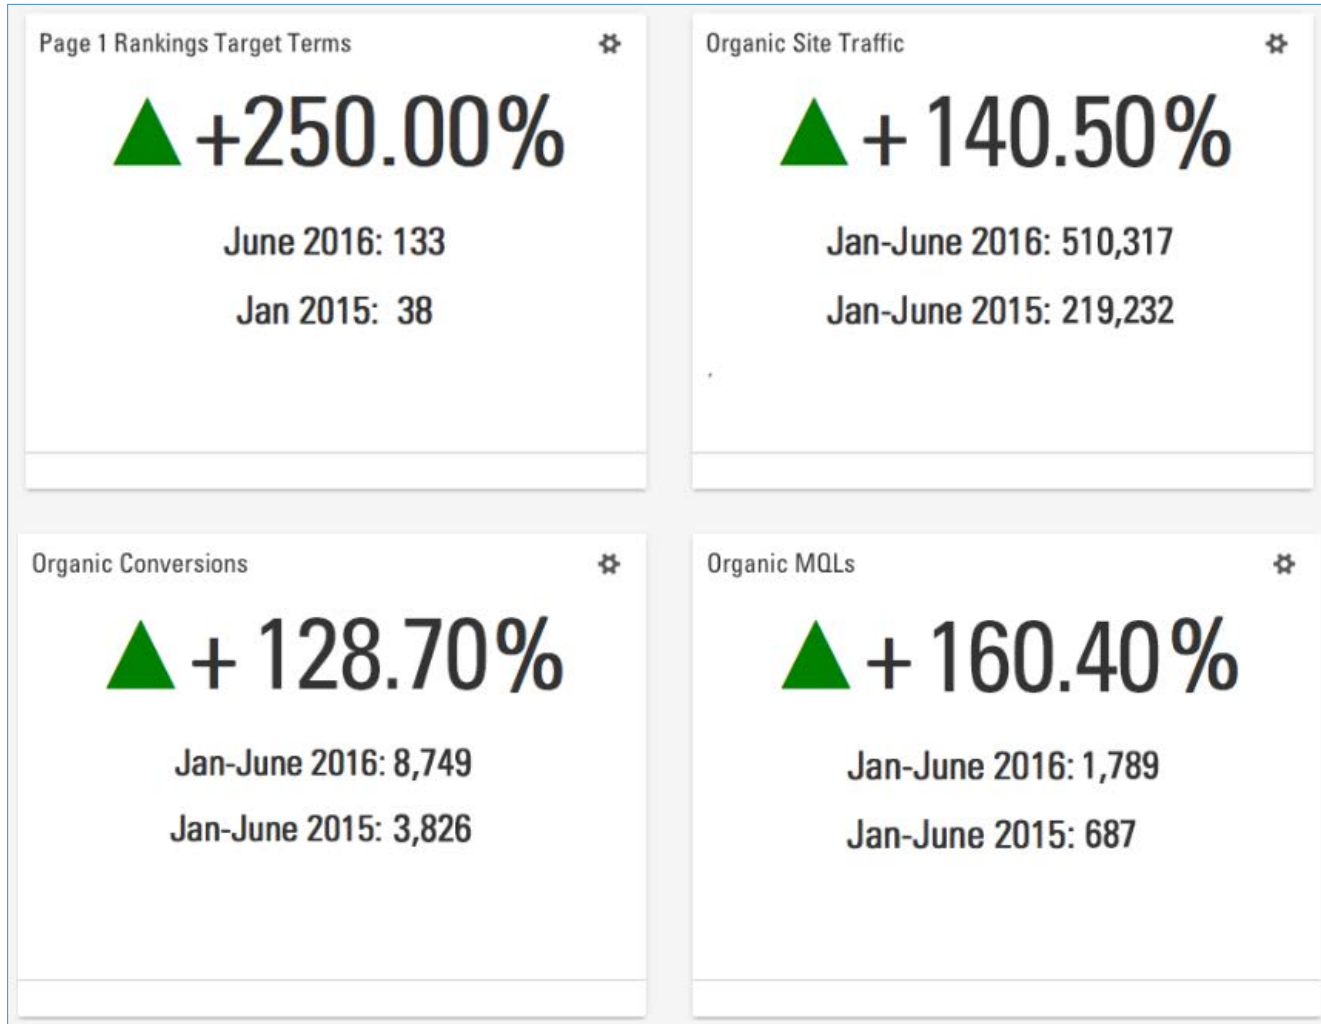 Page 1 Rankings Target Terms
+250.00%
June 2016: 133
Jan 2015: 38
Organic Site Traffic
+ 140.50%
Jan-June 2016: 510,317
Jan-June 2015: 219,232
Organic Conversions
+ 128.70%
Jan-June 2016: 8,749
Jan-June 2015: 3,826
Organic MQLs
+ 160.40%
Jan-June 2016: 1,789
Jan-June 2015: 687